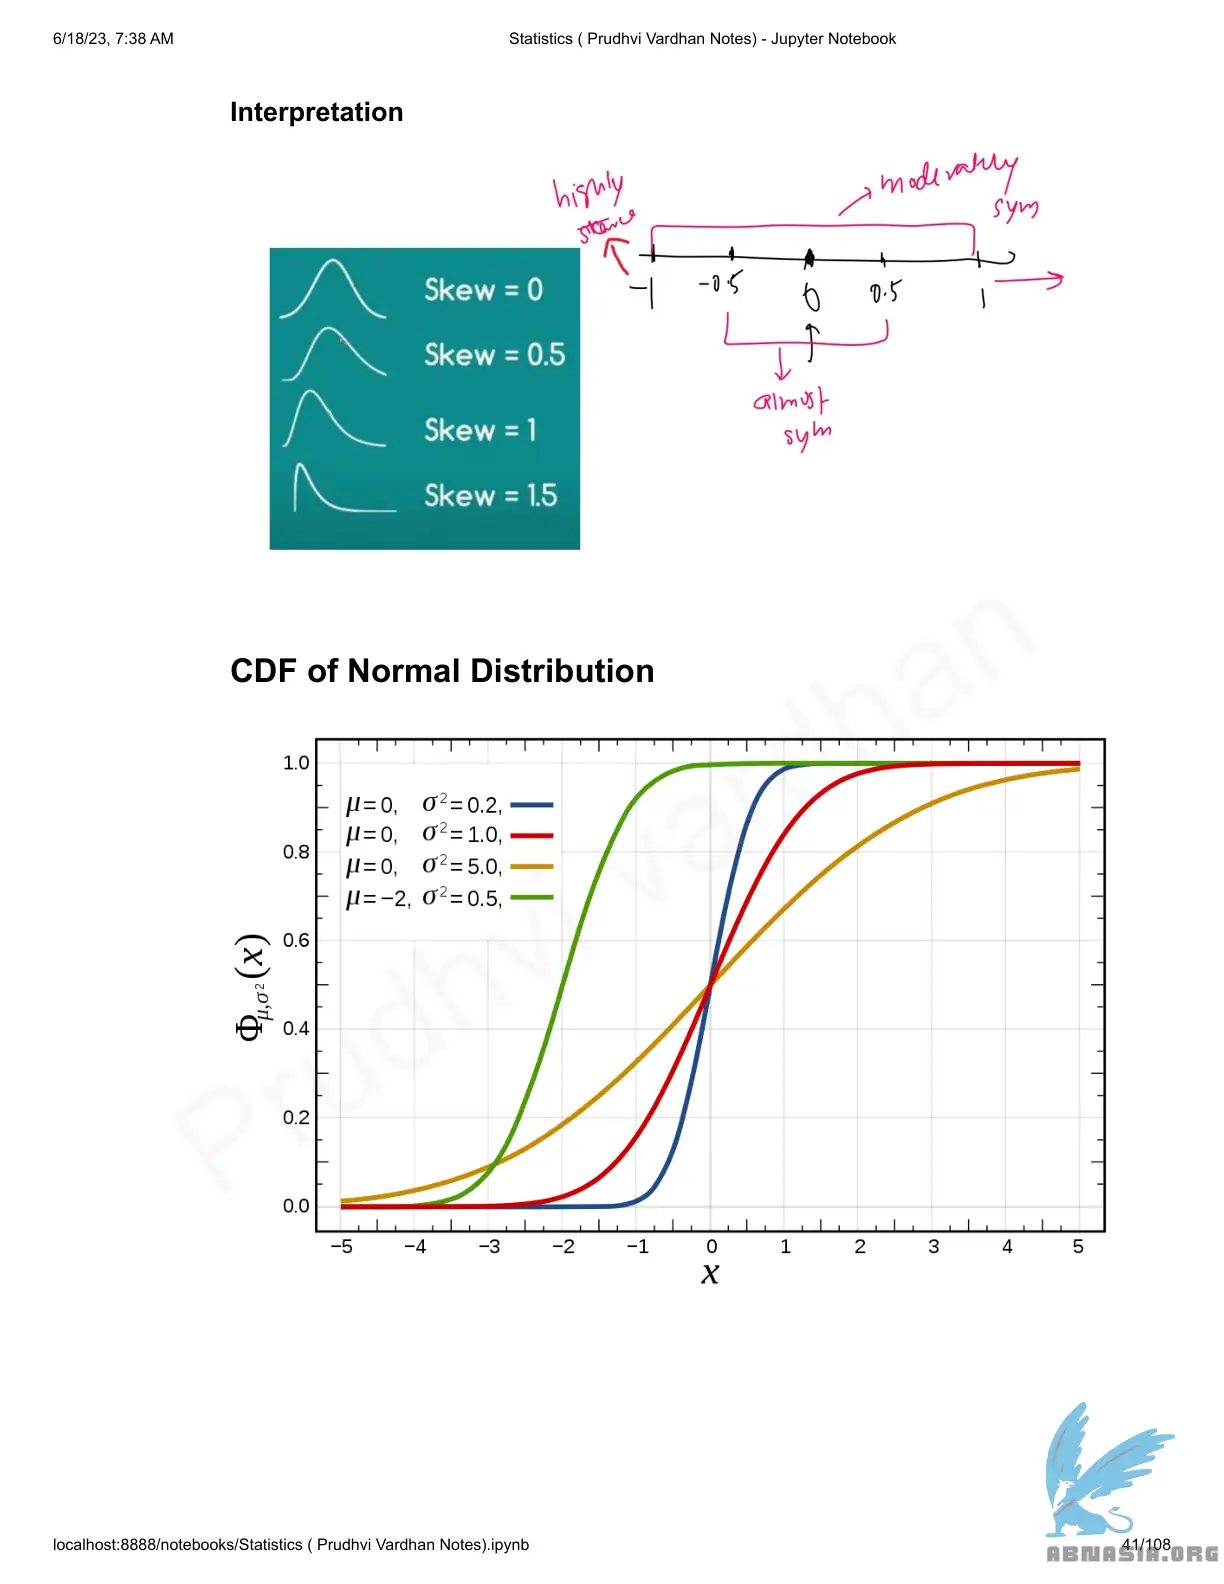 6/18/23, 7:38 AM Statistics ( Prudhvi Vardhan Notes) - Jupyter Notebook
Interpretation
highly
moderately
sym
-1 -0.5 0 0.5 1
almost
sym
Skew = 0
Skew = 0.5
Skew = 1
Skew = 1.5
CDF of Normal Distribution
μ=0, σ²=0.2,
μ=0, σ²=1.0,
μ=0, σ²=5.0,
μ=−2, σ²=0.5,
1.0
0.8
0.6
0.4
0.2
0.0
Φμ,σ²(x)
−5 −4 −3 −2 −1 0 1 2 3 4 5
x
Prudhvi Vardhan
localhost:8888/notebooks/Statistics ( Prudhvi Vardhan Notes).ipynb 41/108
ABNASIA.ORG